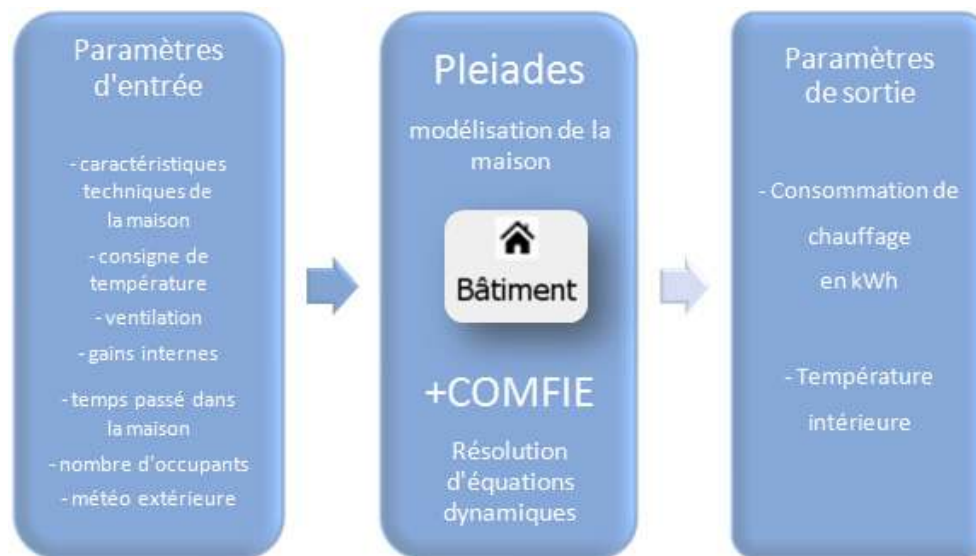 Paramètres
d'entrée
- caractéristiques
techniques de
la maison
- consigne de
température
- ventilation
- gains internes
- temps passé dans
la maison
- nombre d'occupants
- météo extérieure
Pleiades
modélisation de la
maison
Bâtiment
+COMFIE
Résolution
d'équations
dynamiques
Paramètres
de sortie
- Consommation de
chauffage
en kWh
- Température
intérieure